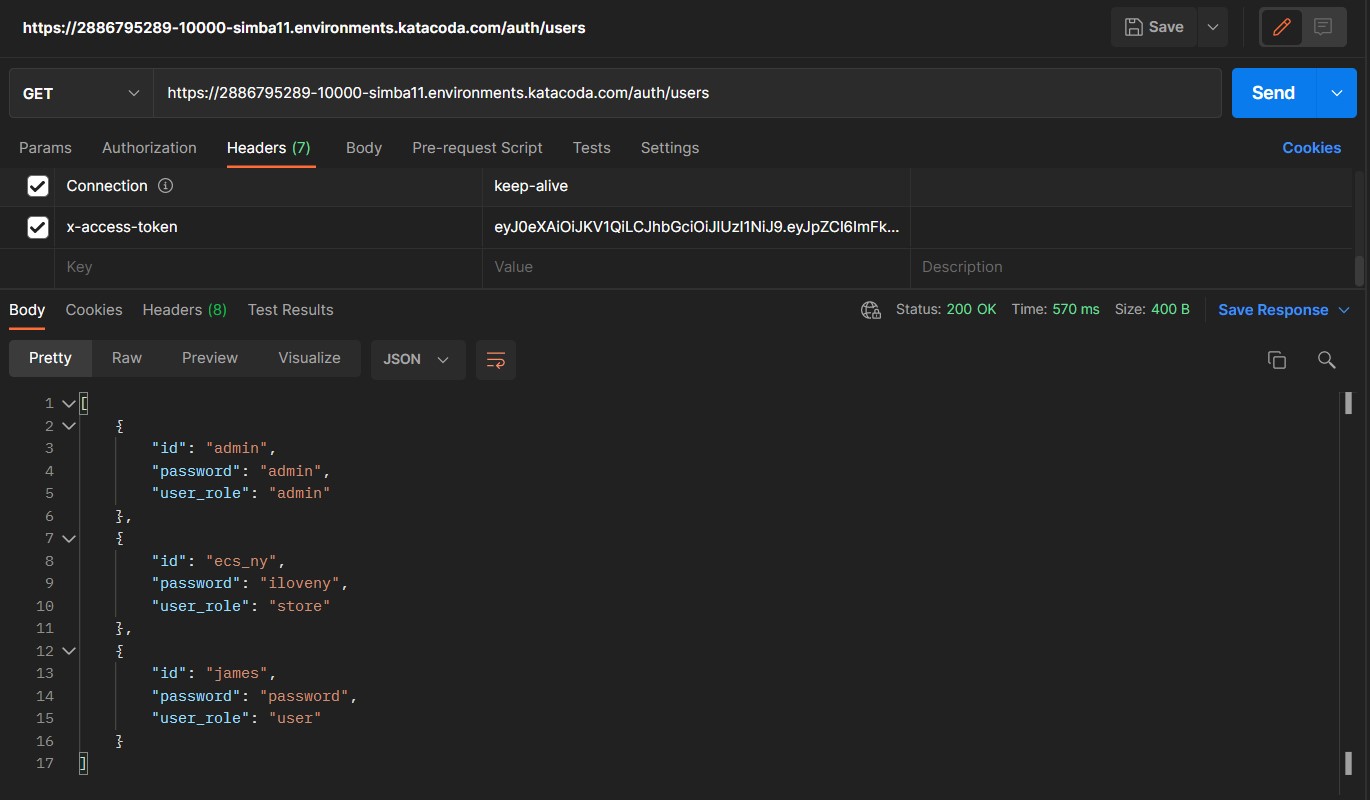 https://2886795289-10000-simba11.environments.katacoda.com/auth/users
Save
GET https://2886795289-10000-simba11.environments.katacoda.com/auth/users Send
Params Authorization Headers (7) Body Pre-request Script Tests Settings Cookies
Connection keep-alive
x-access-token eyJ0eXAiOiJKV1QiLCJhbGciOiJIUzI1NiJ9.eyJpZCI6ImFk...
Key Value Description
Body Cookies Headers (8) Test Results Status: 200 OK Time: 570 ms Size: 400 B Save Response
Pretty Raw Preview Visualize JSON
1 [
2 {
3 "id": "admin",
4 "password": "admin",
5 "user_role": "admin"
6 },
7 {
8 "id": "ecs_ny",
9 "password": "iloveny",
10 "user_role": "store"
11 },
12 {
13 "id": "james",
14 "password": "password",
15 "user_role": "user"
16 }
17 ]